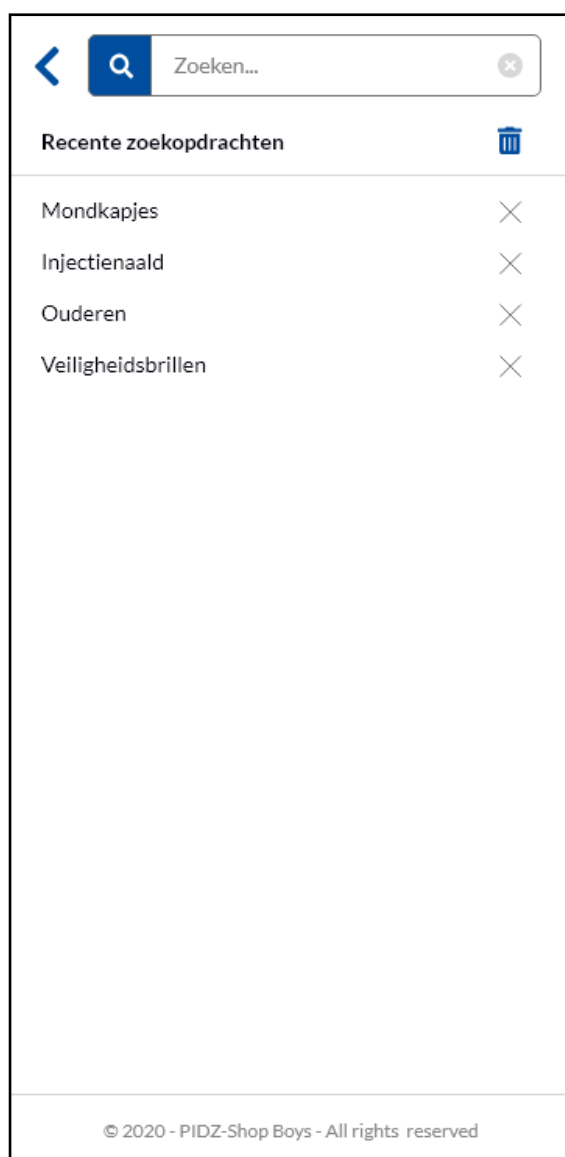 Zoeken...
Recente zoekopdrachten
Mondkapjes
Injectienaald
Ouderen
Veiligheidsbrillen
© 2020 - PIDZ-Shop Boys - All rights reserved